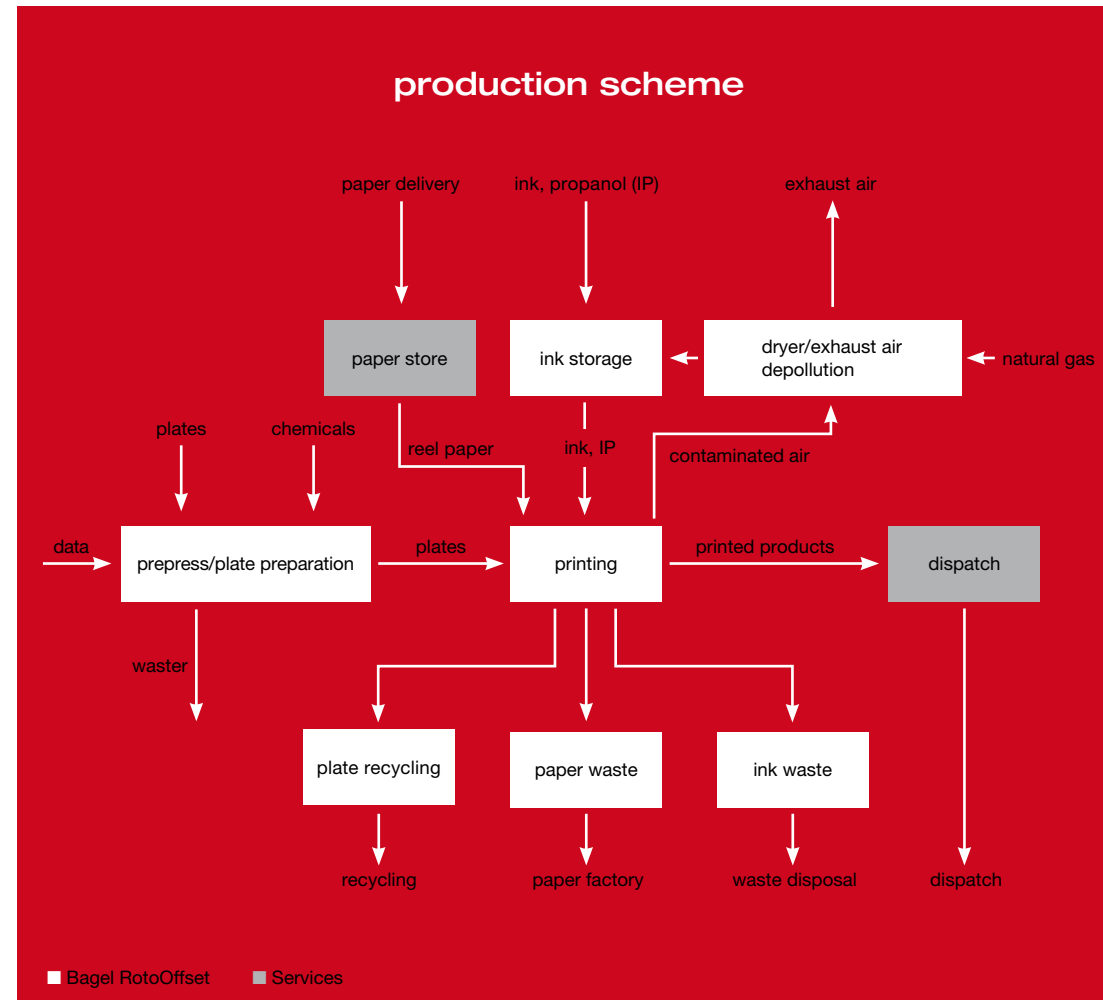 production scheme
paper delivery
ink, propanol (IP)
exhaust air
paper store
ink storage
dryer/exhaust air
depollution
natural gas
plates
chemicals
reel paper
ink, IP
contaminated air
data
prepress/plate preparation
plates
printing
printed products
dispatch
waster
plate recycling
paper waste
ink waste
recycling
paper factory
waste disposal
dispatch
Bagel RotoOffset
Services